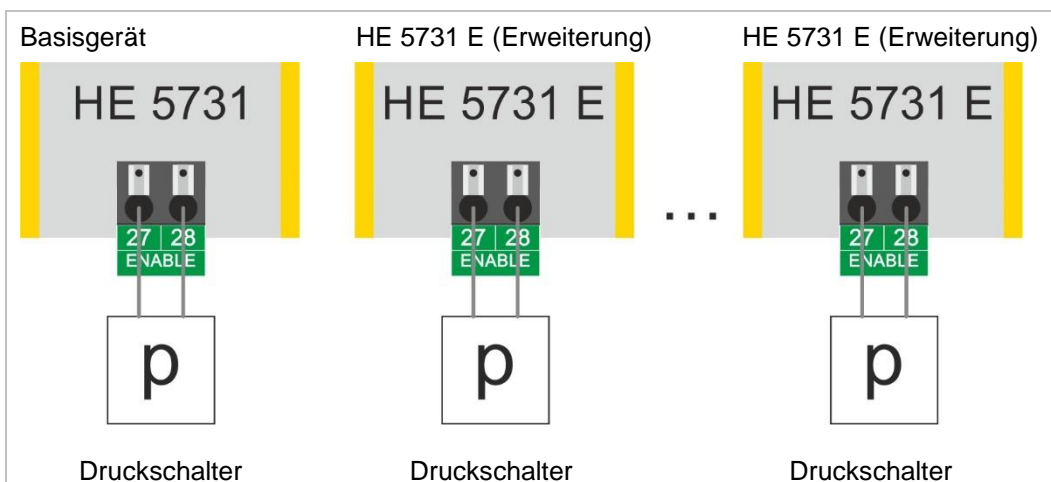 Basisgerät HE 5731 E (Erweiterung) HE 5731 E (Erweiterung)
HE 5731 HE 5731 E HE 5731 E
...
27 28 27 28 27 28
ENABLE ENABLE ENABLE
p p p
Druckschalter Druckschalter Druckschalter